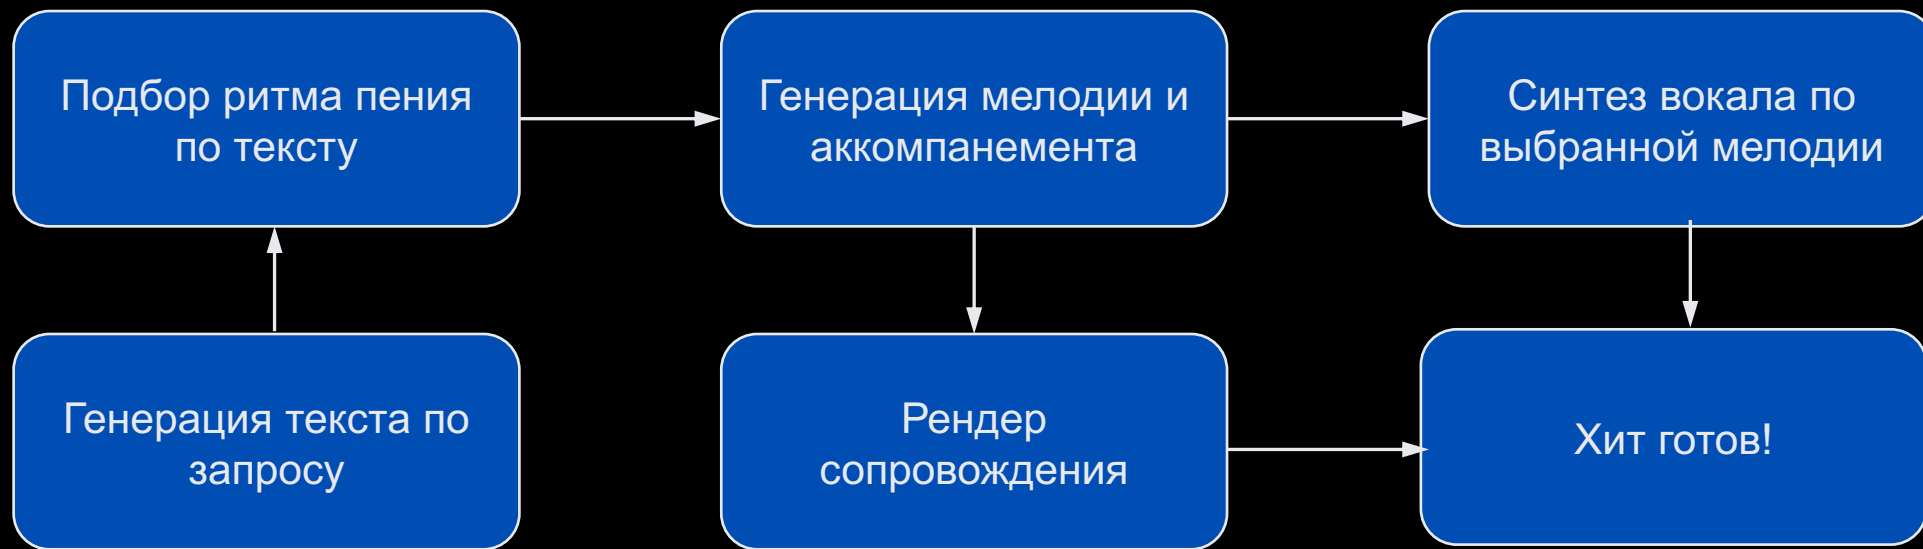 Подбор ритма пения
по тексту
Генерация мелодии и
аккомпанемента
Синтез вокала по
выбранной мелодии
Генерация текста по
запросу
Рендер
сопровождения
Хит готов!